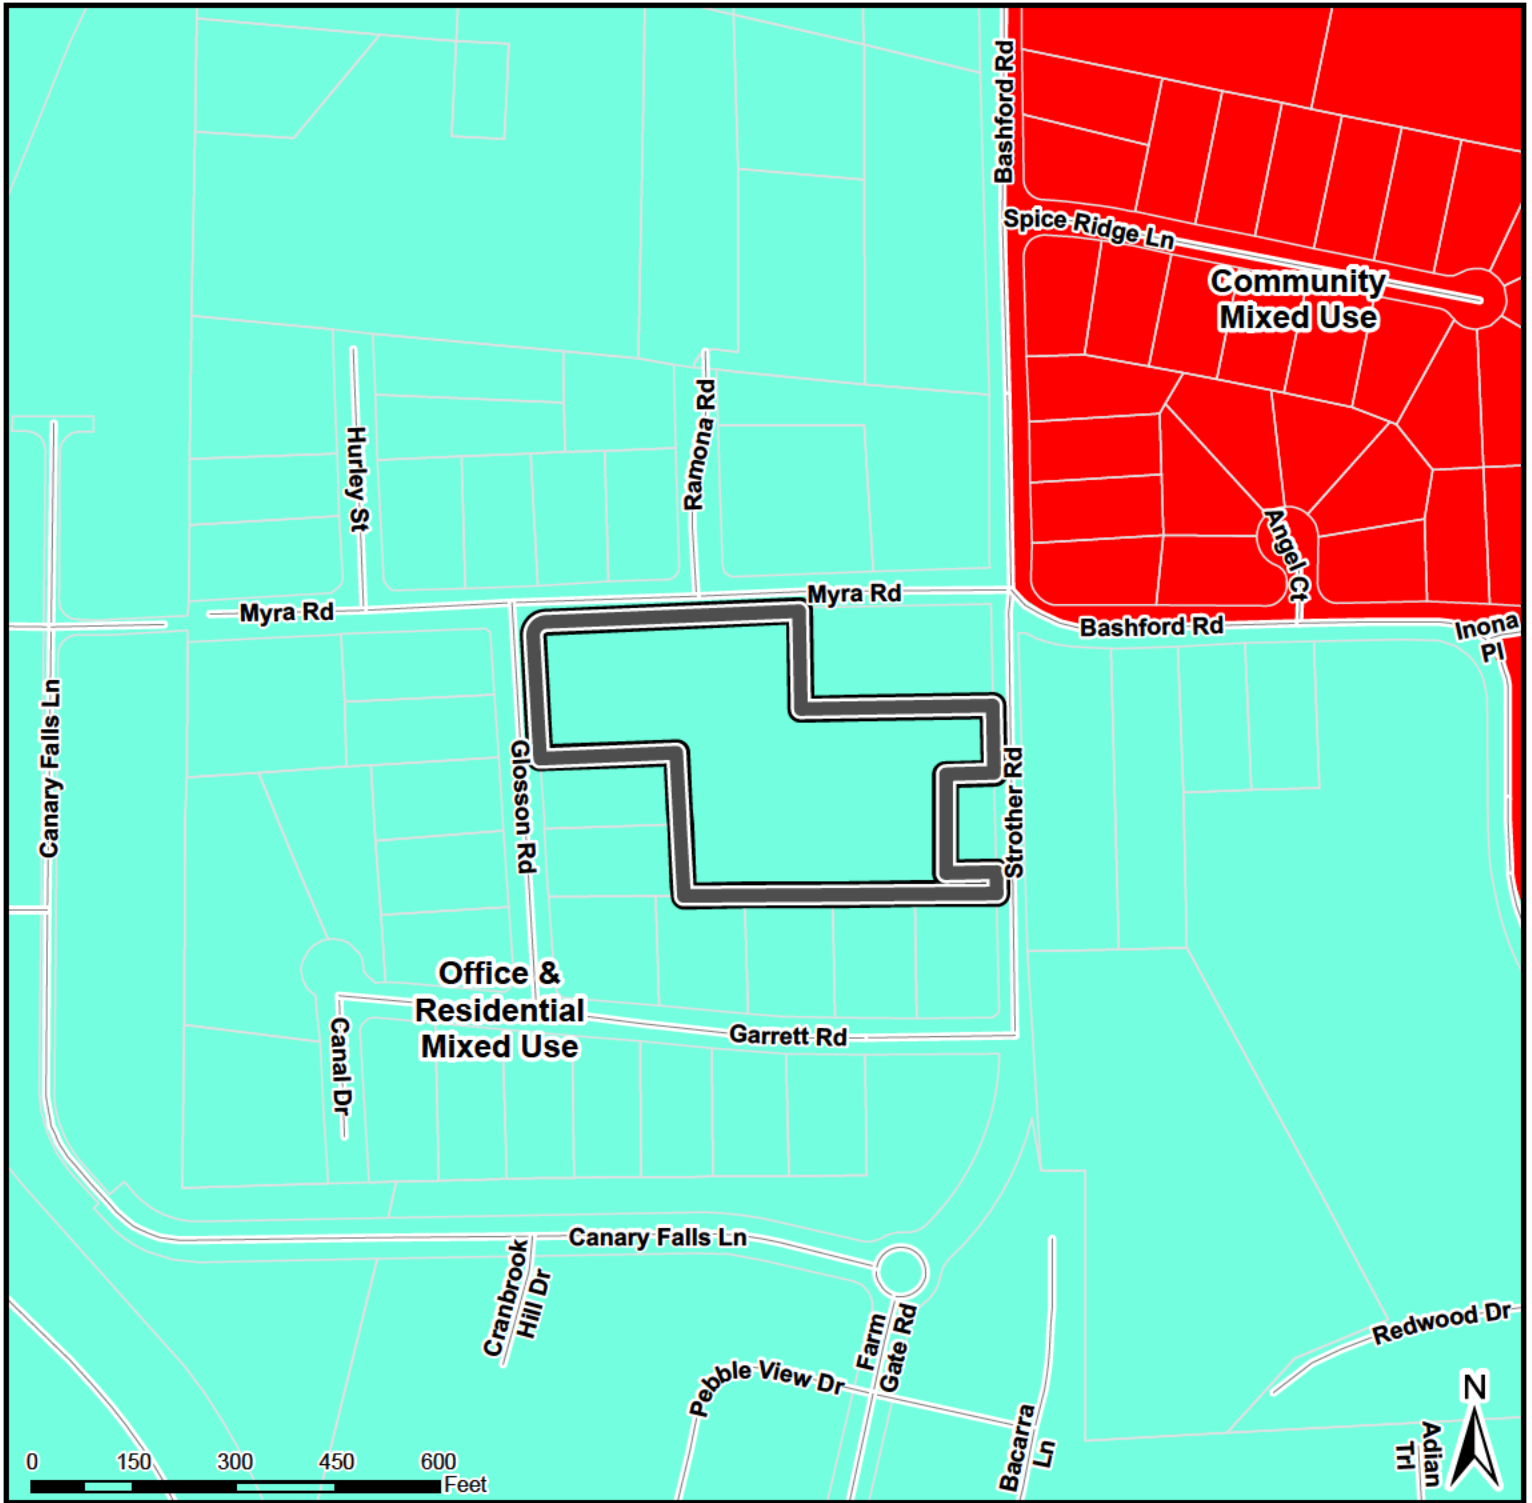 Bashford Rd
Spice Ridge Ln
Community
Mixed Use
Hurley St
Ramona Rd
Angel Ct
Myra Rd
Myra Rd
Bashford Rd
Inona
Pl
Canary Falls Ln
Glosson Rd
Strother Rd
Office &
Residential
Mixed Use
Garrett Rd
Canal Dr
Canary Falls Ln
Cranbrook
Hill Dr
Farm
Gate Rd
Redwood Dr
Pebble View Dr
Bacarra
Ln
N
Adian
Trl
0 150 300 450 600
Feet